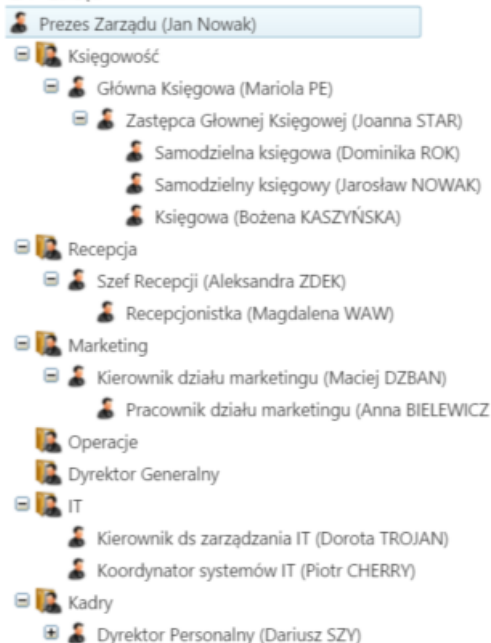 Prezes Zarządu (Jan Nowak)
Księgowość
Główna Księgowa (Mariola PE)
Zastępca Głownej Księgowej (Joanna STAR)
Samodzielna księgowa (Dominika ROK)
Samodzielny księgowy (Jarosław NOWAK)
Księgowa (Bożena KASZYŃSKA)
Recepcja
Szef Recepcji (Aleksandra ZDEK)
Recepcjonistka (Magdalena WAW)
Marketing
Kierownik działu marketingu (Maciej DZBAN)
Pracownik działu marketingu (Anna BIELEWICZ
Operacje
Dyrektor Generalny
IT
Kierownik ds zarządzania IT (Dorota TROJAN)
Koordynator systemów IT (Piotr CHERRY)
Kadry
Dyrektor Personalny (Dariusz SZY)